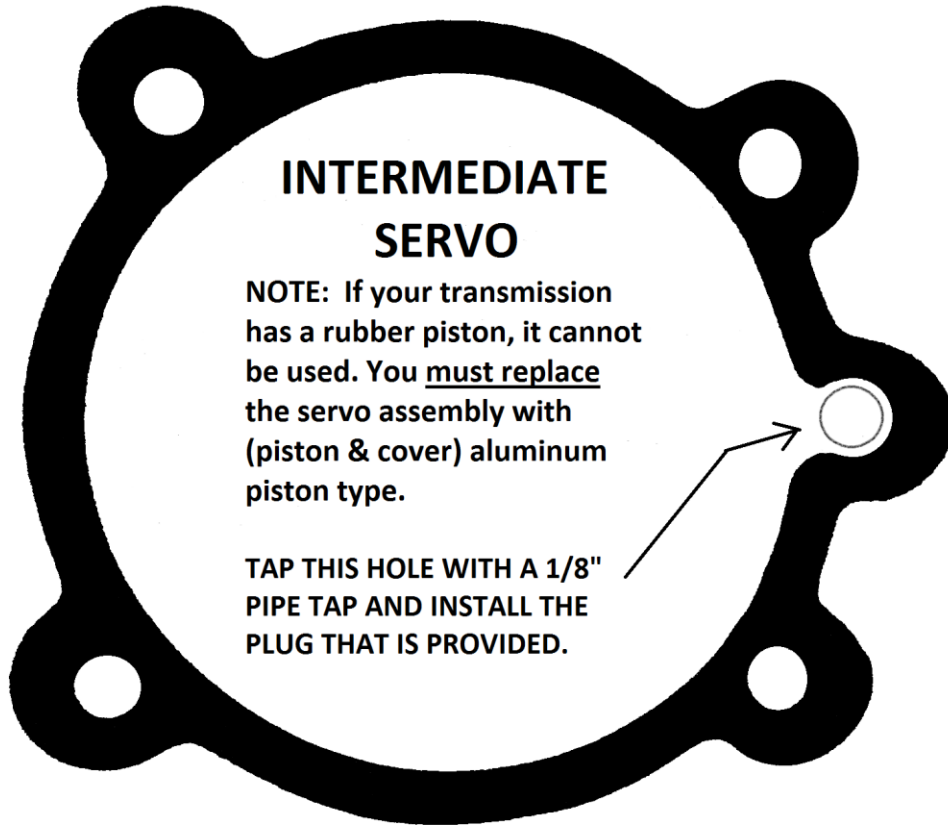 INTERMEDIATE
SERVO
NOTE:  If your transmission
has a rubber piston, it cannot
be used. You must replace
the servo assembly with
(piston & cover) aluminum
piston type.
TAP THIS HOLE WITH A 1/8"
PIPE TAP AND INSTALL THE
PLUG THAT IS PROVIDED.